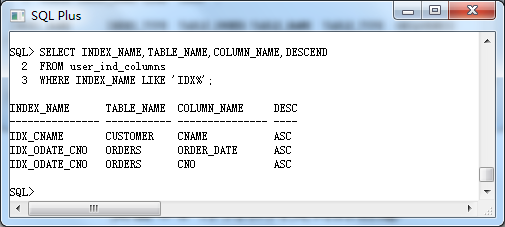 SQL Plus
SQL> SELECT INDEX_NAME,TABLE_NAME,COLUMN_NAME,DESCEND
2 FROM user_ind_columns
3 WHERE INDEX_NAME LIKE 'IDX%';
INDEX_NAME TABLE_NAME COLUMN_NAME DESC
-------------- ----------- ------------ ----
IDX_CNAME CUSTOMER CNAME ASC
IDX_ODATE_CNO ORDERS ORDER_DATE ASC
IDX_ODATE_CNO ORDERS CNO ASC
SQL>